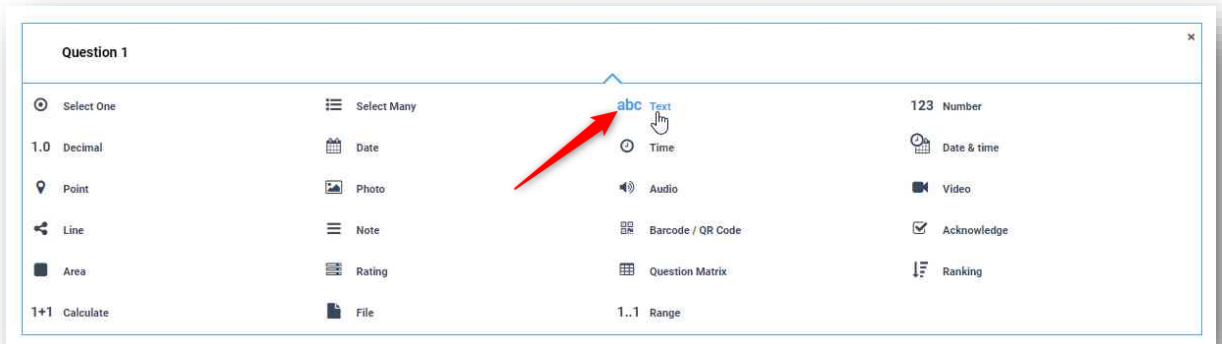 Question 1 ×
Select One Select Many abc Text 123 Number
1.0 Decimal Date Time Date & time
Point Photo Audio Video
Line Note Barcode / QR Code Acknowledge
Area Rating Question Matrix Ranking
1+1 Calculate File 1..1 Range